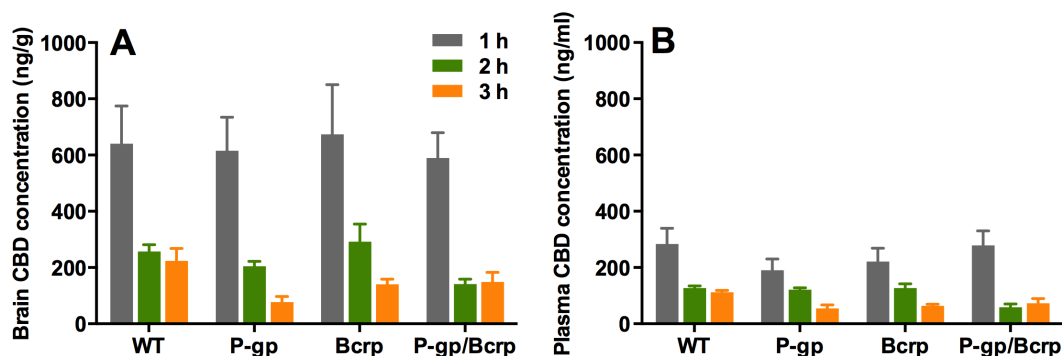 A
Brain CBD concentration (ng/g)
1000
800
600
400
200
0
WT P-gp Bcrp P-gp/Bcrp
1 h
2 h
3 h
B
Plasma CBD concentration (ng/ml)
1000
800
600
400
200
0
WT P-gp Bcrp P-gp/Bcrp